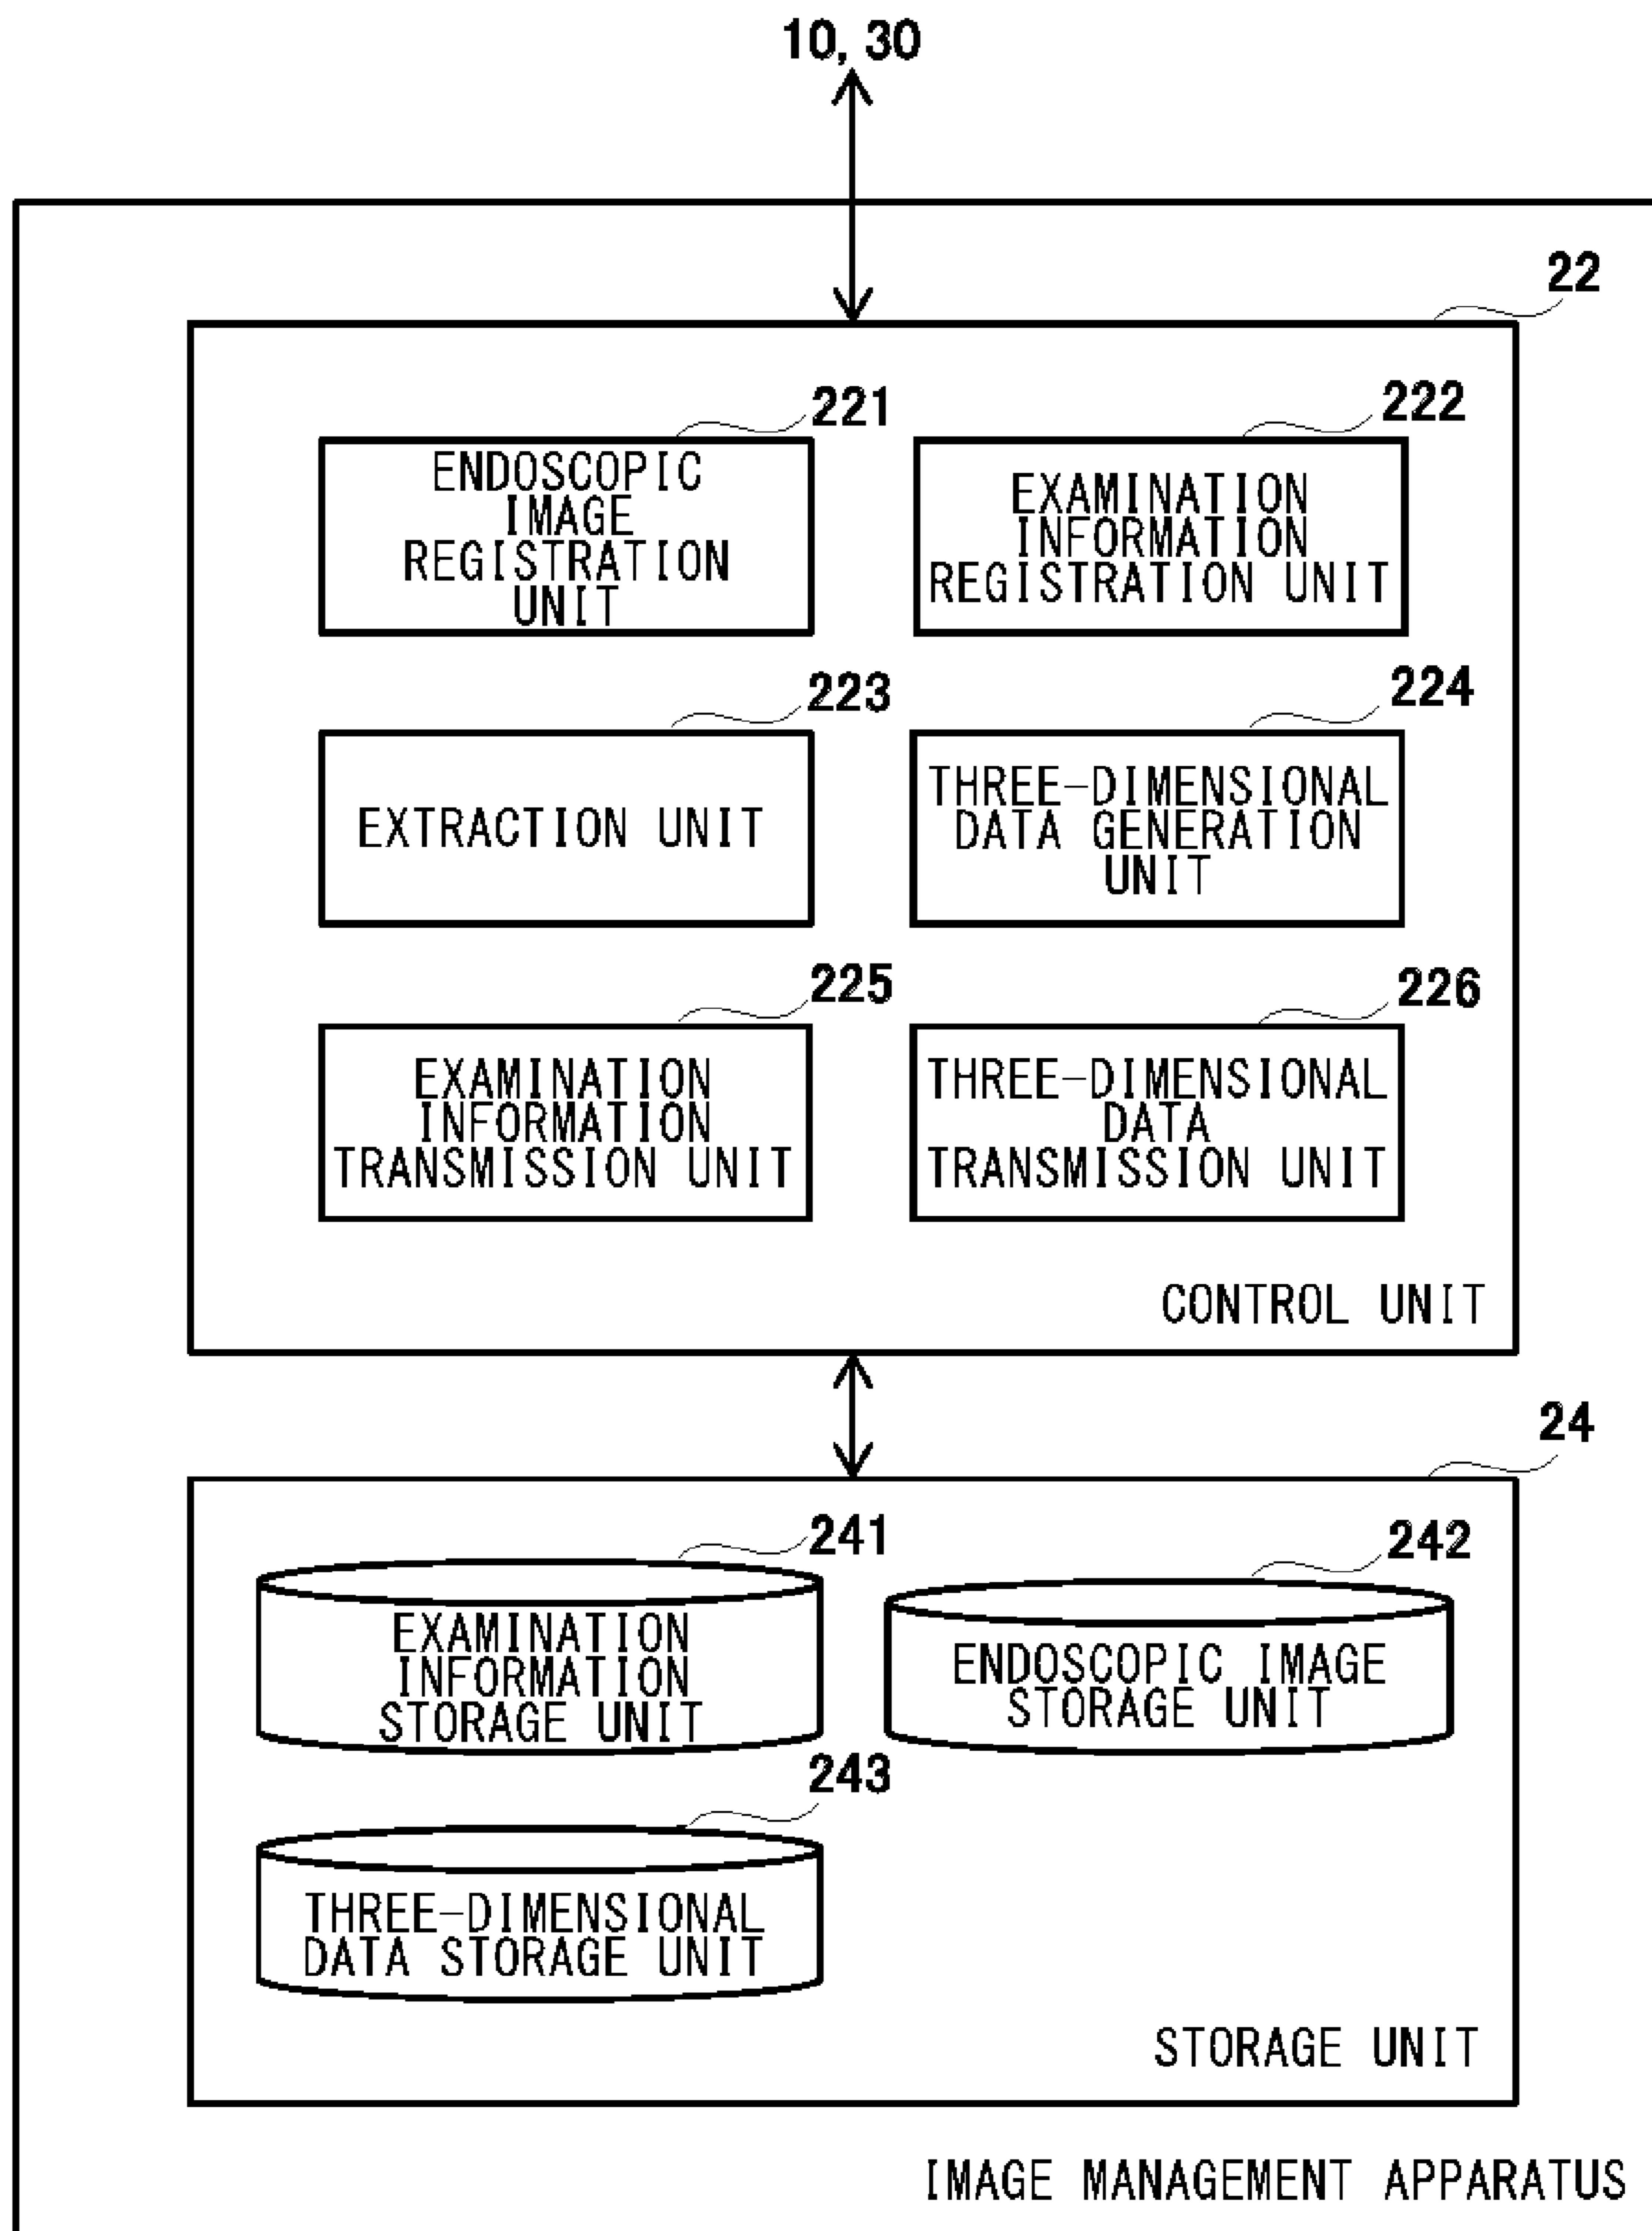 10, 30
22
221
222
ENDOSCOPIC
IMAGE
REGISTRATION
UNIT
EXAMINATION
INFORMATION
REGISTRATION UNIT
223
224
EXTRACTION UNIT
THREE-DIMENSIONAL
DATA GENERATION
UNIT
225
226
EXAMINATION
INFORMATION
TRANSMISSION UNIT
THREE-DIMENSIONAL
DATA
TRANSMISSION UNIT
CONTROL UNIT
24
241
242
EXAMINATION
INFORMATION
STORAGE UNIT
ENDOSCOPIC IMAGE
STORAGE UNIT
243
THREE-DIMENSIONAL
DATA STORAGE UNIT
STORAGE UNIT
IMAGE MANAGEMENT APPARATUS